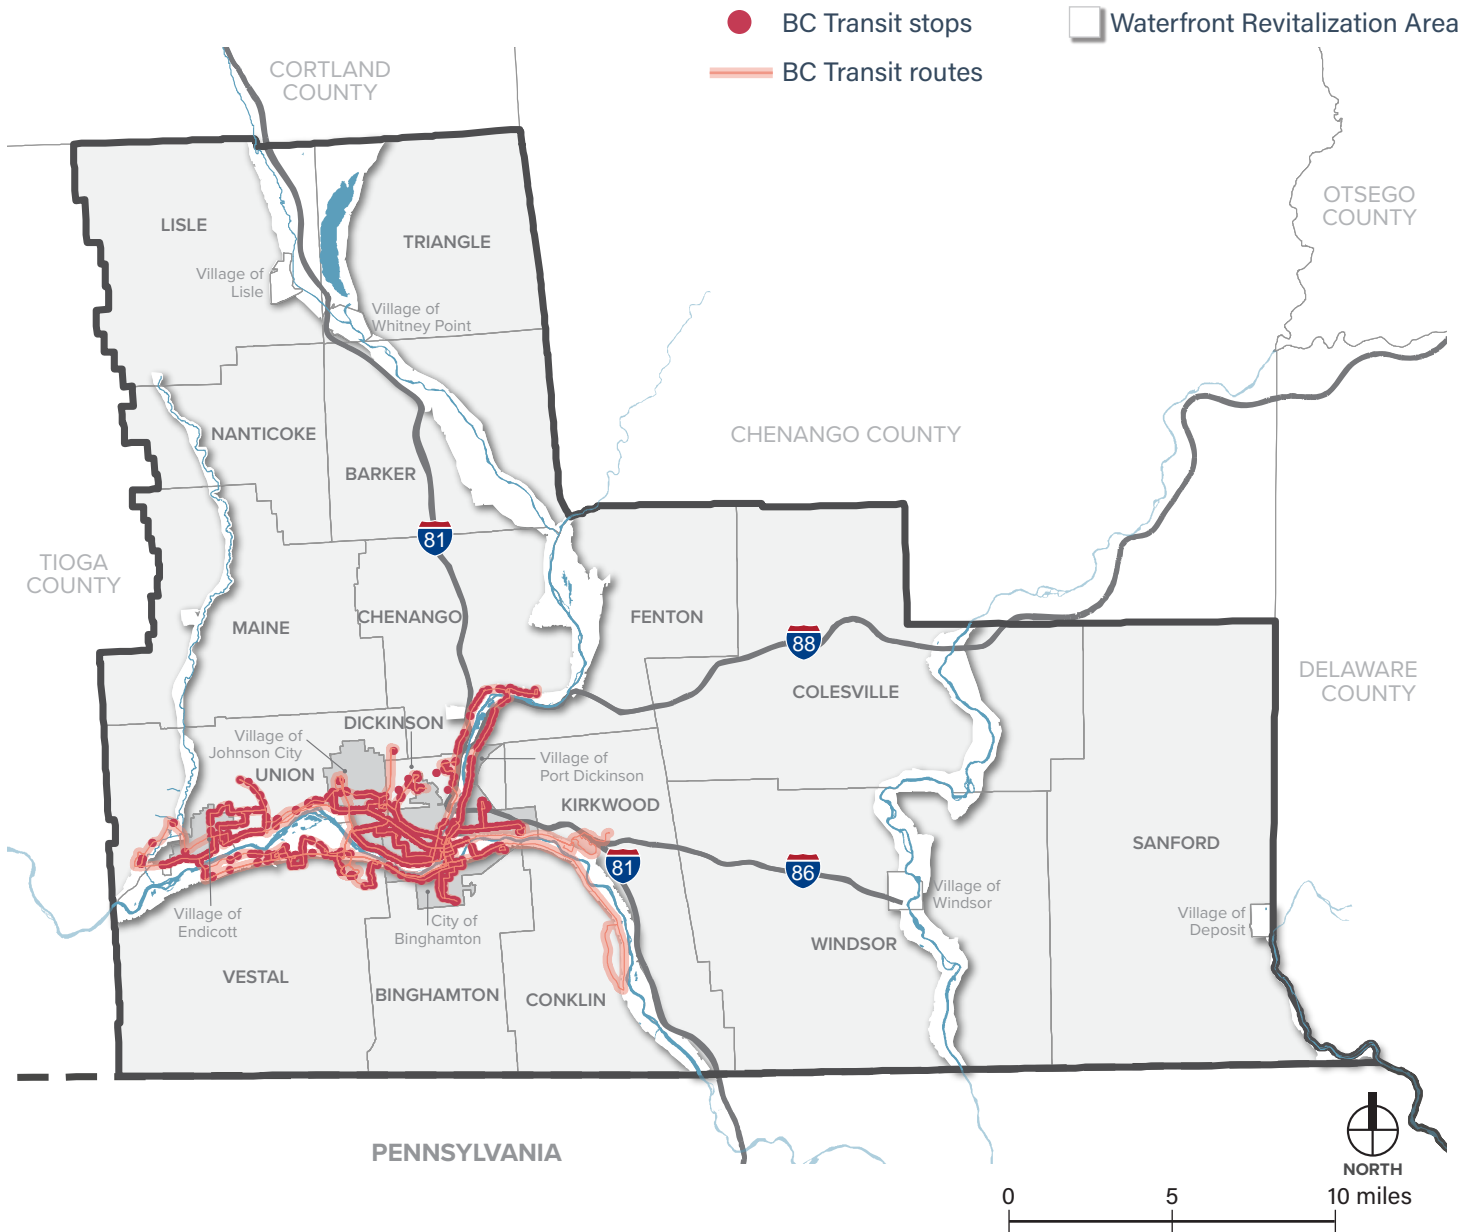 BC Transit stops
Waterfront Revitalization Area
BC Transit routes
CORTLAND
COUNTY
OTSEGO
COUNTY
LISLE
TRIANGLE
Village of
Lisle
Village of
Whitney Point
CHENANGO COUNTY
NANTICOKE
BARKER
81
TIOGA
COUNTY
MAINE
CHENANGO
FENTON
88
COLESVILLE
DELAWARE
COUNTY
DICKINSON
Village of
Johnson City
UNION
Village of
Port Dickinson
KIRKWOOD
SANFORD
81
86
Village of
Windsor
Village of
Endicott
City of
Binghamton
Village of
Deposit
WINDSOR
VESTAL
BINGHAMTON
CONKLIN
PENNSYLVANIA
NORTH
0 5 10 miles